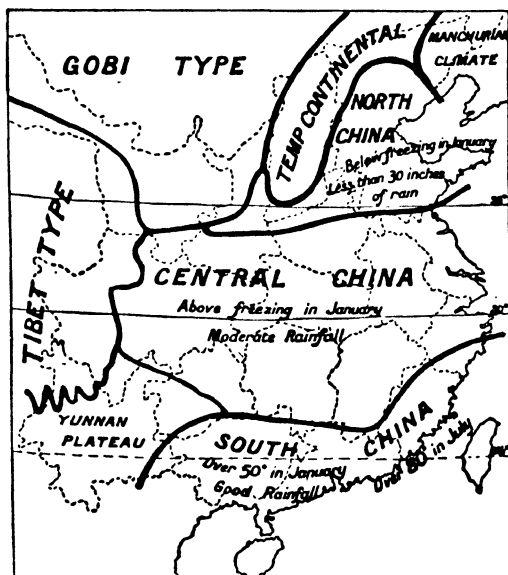 GOBI TYPE
TEMP CONTINENTAL
MANCHURIAN
CLIMATE
NORTH
CHINA
Below freezing in January
Less than 30 inches
of rain
TIBET TYPE
CENTRAL CHINA
Above freezing in January
Moderate Rainfall
30°
YUNNAN
PLATEAU
SOUTH CHINA
Over 50° in January
Good Rainfall
Over 80° in July